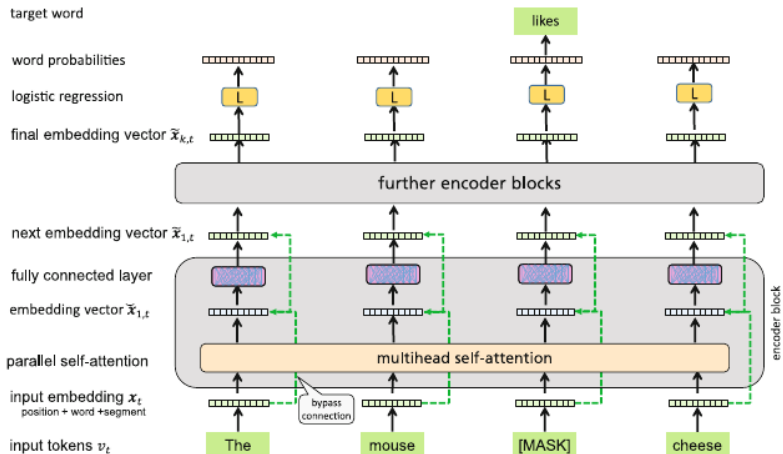 target word
likes
word probabilities
logistic regression
L L L L
final embedding vector x̃ₖ,ₜ
further encoder blocks
next embedding vector x̃₁,ₜ
fully connected layer
embedding vector x̃₁,ₜ
encoder block
parallel self-attention
multihead self-attention
input embedding xₜ
position + word +segment
bypass
connection
input tokens vₜ
The mouse [MASK] cheese